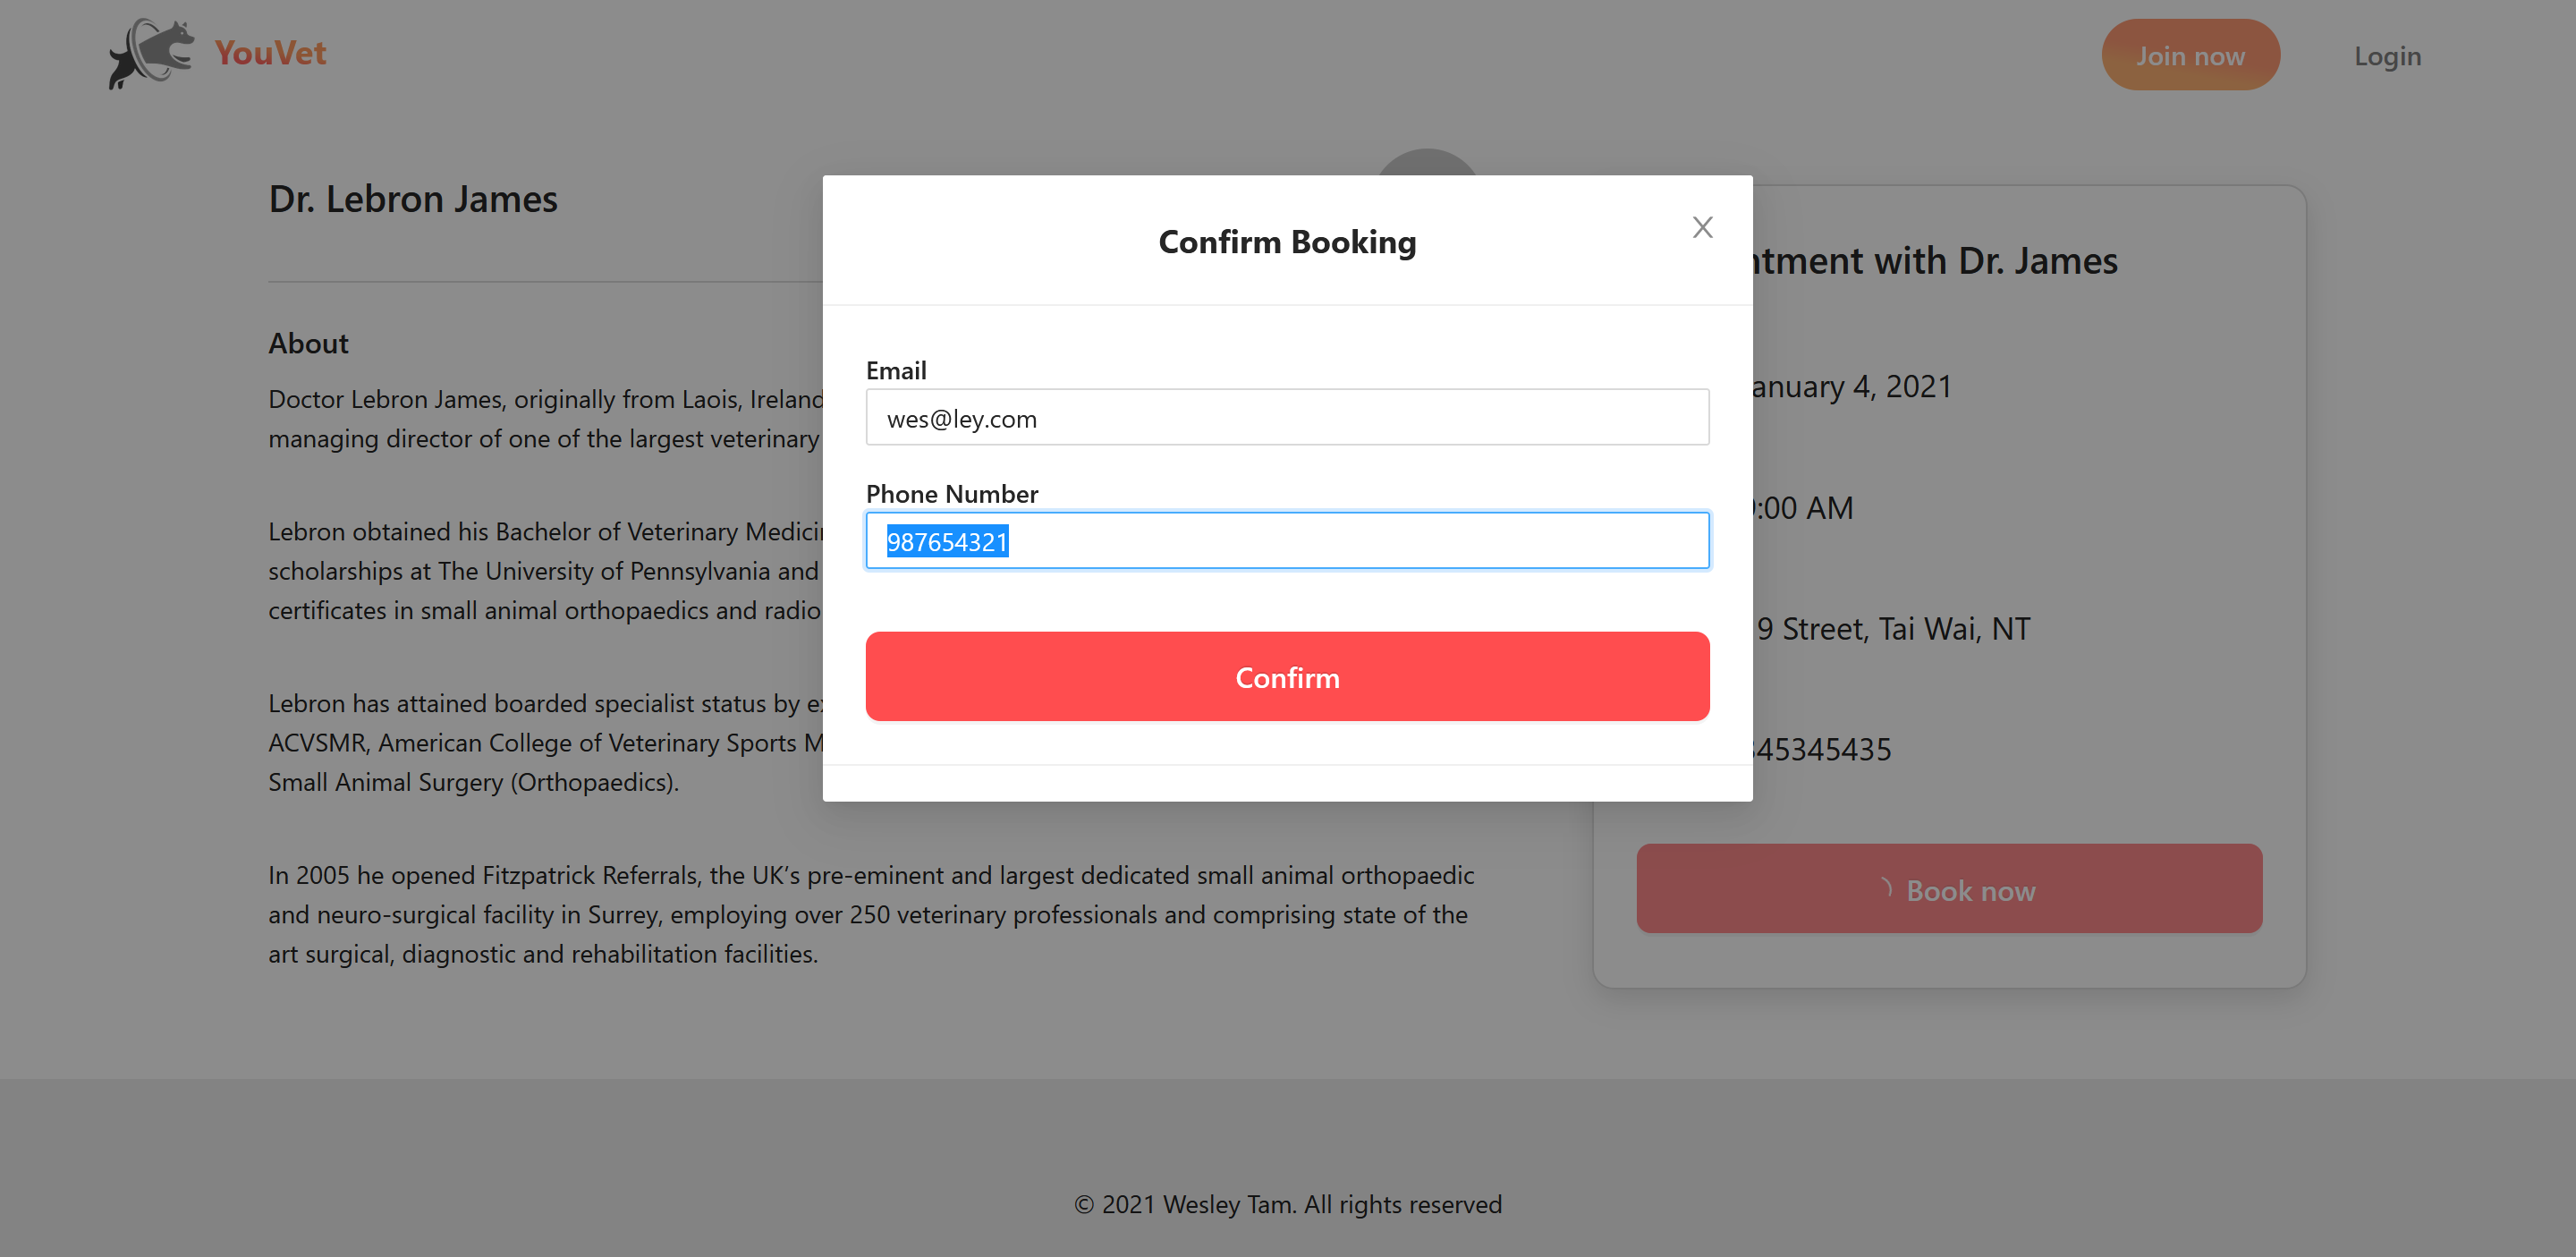 YouVet
Join now
Login
Dr. Lebron James
About
Doctor Lebron James, originally from Laois, Ireland
managing director of one of the largest veterinary
Lebron obtained his Bachelor of Veterinary
scholarships at The University of Pennsylvania and
certificates in small animal orthopaedics and
Lebron has attained boarded specialist status by
ACVSMR, American College of Veterinary Sports
Small Animal Surgery (Orthopaedics).
In 2005 he opened Fitzpatrick Referrals, the UK’s pre-eminent and largest dedicated small animal orthopaedic
and neuro-surgical facility in Surrey, employing over 250 veterinary professionals and comprising state of the
art surgical, diagnostic and rehabilitation facilities.
Confirm Booking
Email
wes@ley.com
Phone Number
987654321
Confirm
with Dr. James
4, 2021
:00 AM
9 Street, Tai Wai, NT
45345435
Book now
© 2021 Wesley Tam. All rights reserved